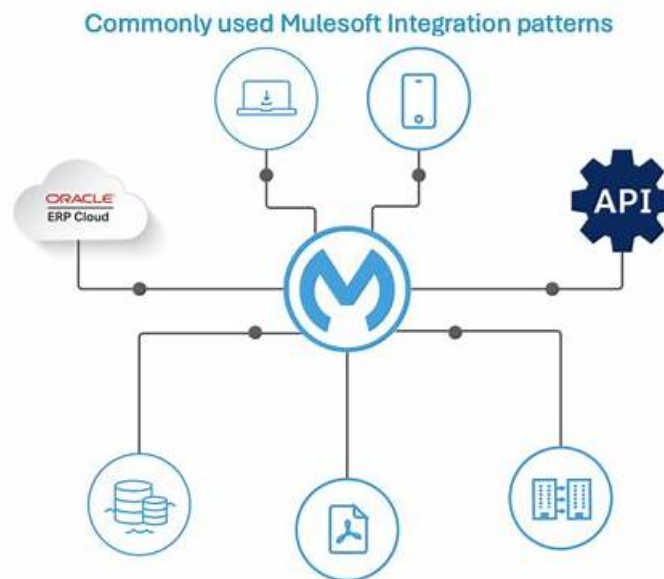 Commonly used Mulesoft Integration patterns
ORACLE
ERP Cloud
API